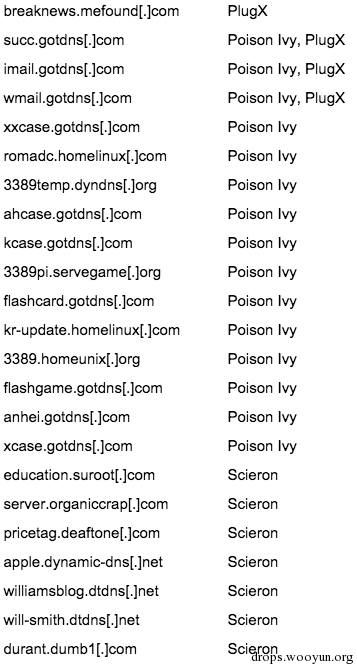 breaknews.mefound[.]com PlugX
succ.gotdns[.]com Poison Ivy, PlugX
imail.gotdns[.]com Poison Ivy, PlugX
wmail.gotdns[.]com Poison Ivy, PlugX
xxcase.gotdns[.]com Poison Ivy
romadc.homelinux[.]com Poison Ivy
3389temp.dyndns[.]org Poison Ivy
ahcase.gotdns[.]com Poison Ivy
kcase.gotdns[.]com Poison Ivy
3389pi.servegame[.]org Poison Ivy
flashcard.gotdns[.]com Poison Ivy
kr-update.homelinux[.]com Poison Ivy
3389.homeunix[.]org Poison Ivy
flashgame.gotdns[.]com Poison Ivy
anhei.gotdns[.]com Poison Ivy
xcase.gotdns[.]com Poison Ivy
education.suroot[.]com Scieron
server.organiccrap[.]com Scieron
pricetag.deaftone[.]com Scieron
apple.dynamic-dns[.]net Scieron
williamsblog.dtdns[.]net Scieron
will-smith.dtdns[.]net Scieron
durant.dumb1[.]com Scieron
drops.wooyun.org